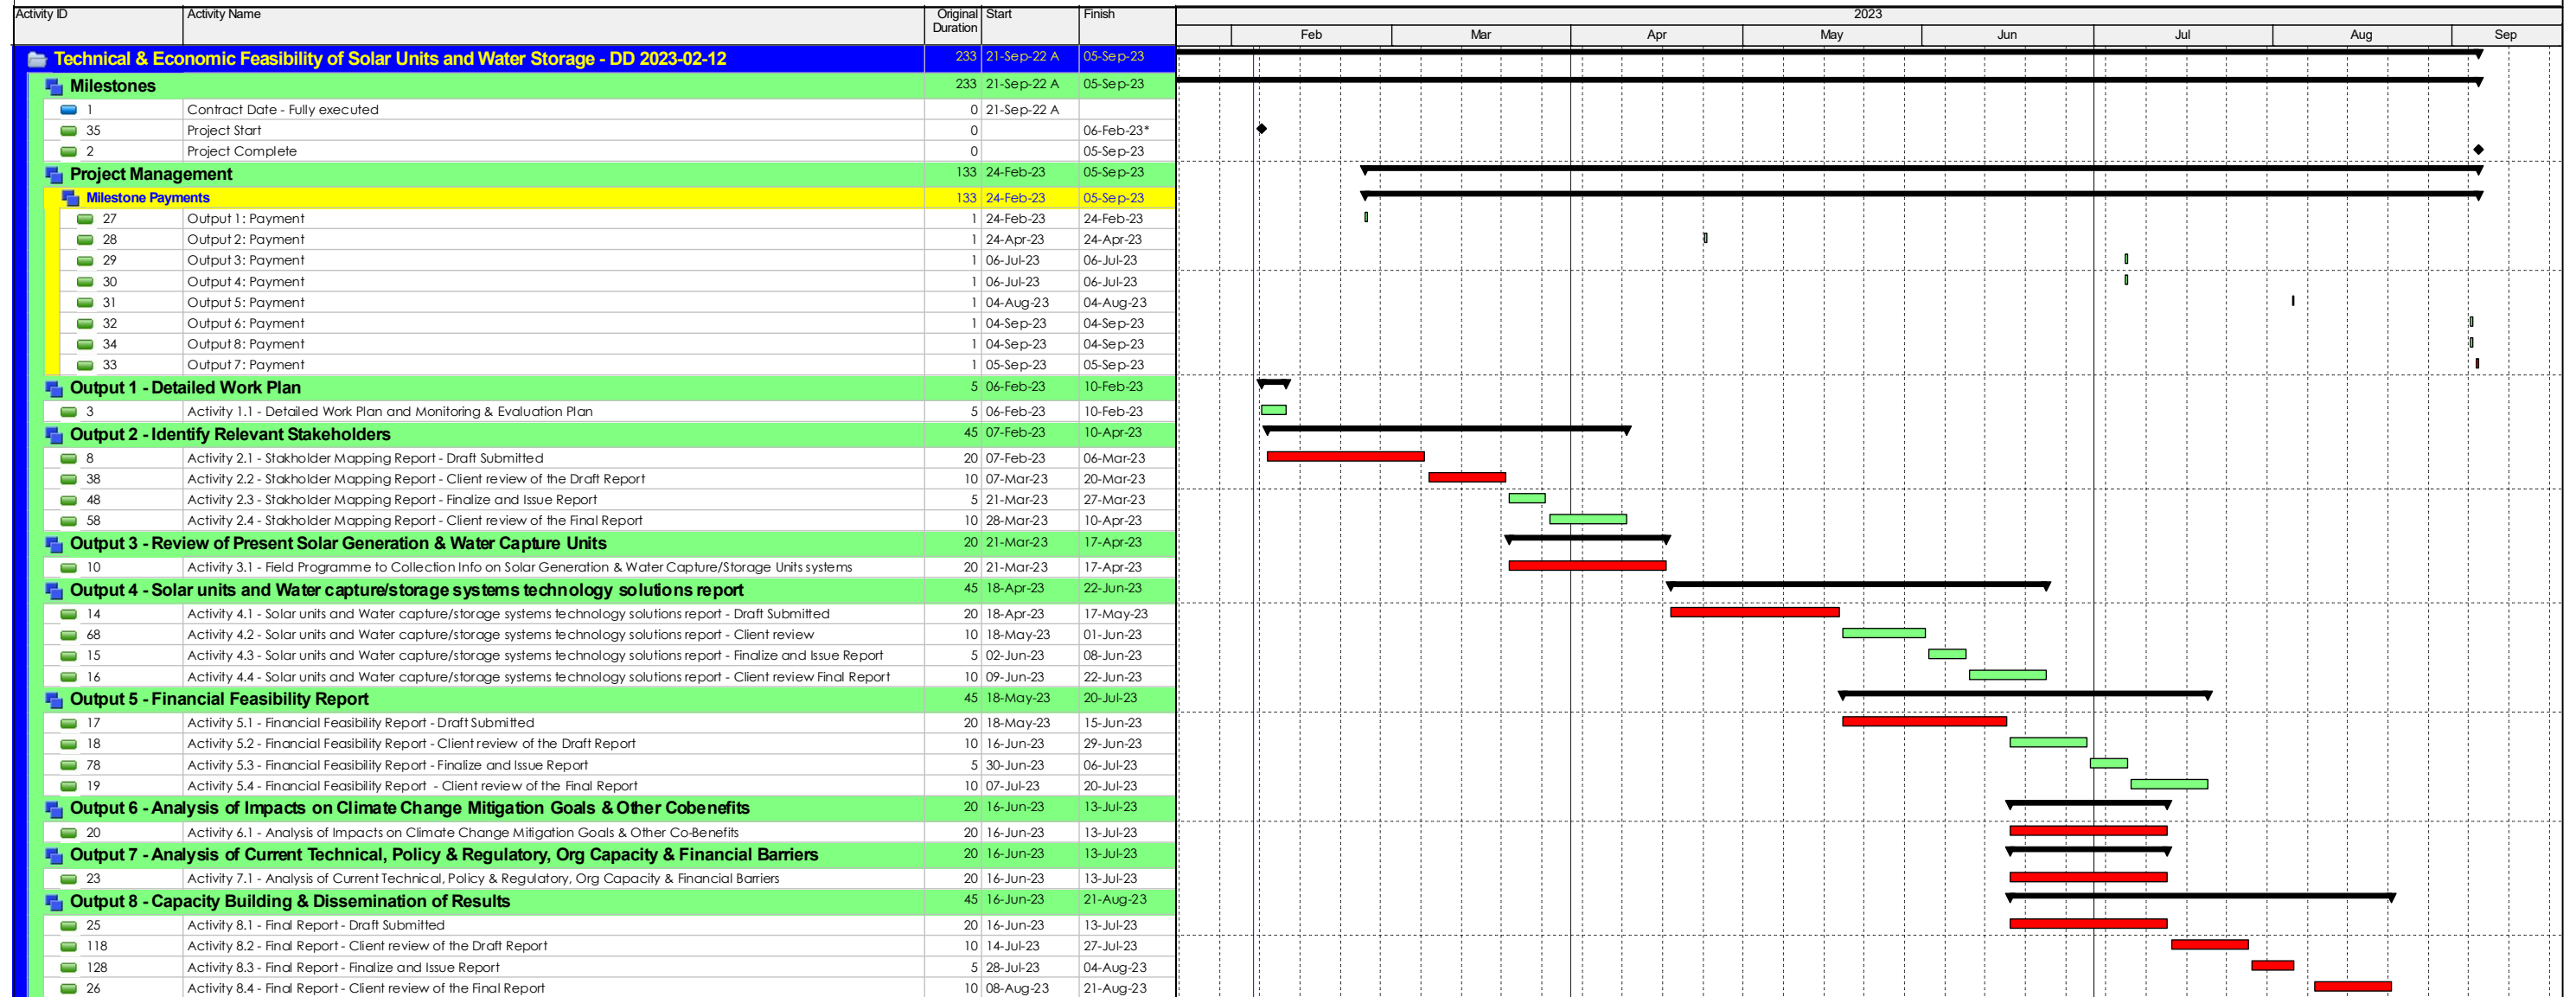 Activity ID Activity Name Original Duration Start Finish 2023
Feb Mar Apr May Jun Jul Aug Sep
Technical & Economic Feasibility of Solar Units and Water Storage - DD 2023-02-12 233 21-Sep-22 A 05-Sep-23
Milestones 233 21-Sep-22 A 05-Sep-23
1 Contract Date - Fully executed 0 21-Sep-22 A
35 Project Start 0 06-Feb-23*
2 Project Complete 0 05-Sep-23
Project Management 133 24-Feb-23 05-Sep-23
Milestone Payments 133 24-Feb-23 05-Sep-23
27 Output 1: Payment 1 24-Feb-23 24-Feb-23
28 Output 2: Payment 1 24-Apr-23 24-Apr-23
29 Output 3: Payment 1 06-Jul-23 06-Jul-23
30 Output 4: Payment 1 06-Jul-23 06-Jul-23
31 Output 5: Payment 1 04-Aug-23 04-Aug-23
32 Output 6: Payment 1 04-Sep-23 04-Sep-23
34 Output 8: Payment 1 04-Sep-23 04-Sep-23
33 Output 7: Payment 1 05-Sep-23 05-Sep-23
Output 1 - Detailed Work Plan 5 06-Feb-23 10-Feb-23
3 Activity 1.1 - Detailed Work Plan and Monitoring & Evaluation Plan 5 06-Feb-23 10-Feb-23
Output 2 - Identify Relevant Stakeholders 45 07-Feb-23 10-Apr-23
8 Activity 2.1 - Stakholder Mapping Report - Draft Submitted 20 07-Feb-23 06-Mar-23
38 Activity 2.2 - Stakholder Mapping Report - Client review of the Draft Report 10 07-Mar-23 20-Mar-23
48 Activity 2.3 - Stakholder Mapping Report - Finalize and Issue Report 5 21-Mar-23 27-Mar-23
58 Activity 2.4 - Stakholder Mapping Report - Client review of the Final Report 10 28-Mar-23 10-Apr-23
Output 3 - Review of Present Solar Generation & Water Capture Units 20 21-Mar-23 17-Apr-23
10 Activity 3.1 - Field Programme to Collection Info on Solar Generation & Water Capture/Storage Units systems 20 21-Mar-23 17-Apr-23
Output 4 - Solar units and Water capture/storage systems technology solutions report 45 18-Apr-23 22-Jun-23
14 Activity 4.1 - Solar units and Water capture/storage systems technology solutions report - Draft Submitted 20 18-Apr-23 17-May-23
68 Activity 4.2 - Solar units and Water capture/storage systems technology solutions report - Client review 10 18-May-23 01-Jun-23
15 Activity 4.3 - Solar units and Water capture/storage systems technology solutions report - Finalize and Issue Report 5 02-Jun-23 08-Jun-23
16 Activity 4.4 - Solar units and Water capture/storage systems technology solutions report - Client review Final Report 10 09-Jun-23 22-Jun-23
Output 5 - Financial Feasibility Report 45 18-May-23 20-Jul-23
17 Activity 5.1 - Financial Feasibility Report - Draft Submitted 20 18-May-23 15-Jun-23
18 Activity 5.2 - Financial Feasibility Report - Client review of the Draft Report 10 16-Jun-23 29-Jun-23
78 Activity 5.3 - Financial Feasibility Report - Finalize and Issue Report 5 30-Jun-23 06-Jul-23
19 Activity 5.4 - Financial Feasibility Report - Client review of the Final Report 10 07-Jul-23 20-Jul-23
Output 6 - Analysis of Impacts on Climate Change Mitigation Goals & Other Cobenefits 20 16-Jun-23 13-Jul-23
20 Activity 6.1 - Analysis of Impacts on Climate Change Mitigation Goals & Other Co-Benefits 20 16-Jun-23 13-Jul-23
Output 7 - Analysis of Current Technical, Policy & Regulatory, Org Capacity & Financial Barriers 20 16-Jun-23 13-Jul-23
23 Activity 7.1 - Analysis of Current Technical, Policy & Regulatory, Org Capacity & Financial Barriers 20 16-Jun-23 13-Jul-23
Output 8 - Capacity Building & Dissemination of Results 45 16-Jun-23 21-Aug-23
25 Activity 8.1 - Final Report - Draft Submitted 20 16-Jun-23 13-Jul-23
118 Activity 8.2 - Final Report - Client review of the Draft Report 10 14-Jul-23 27-Jul-23
128 Activity 8.3 - Final Report - Finalize and Issue Report 5 28-Jul-23 04-Aug-23
26 Activity 8.4 - Final Report - Client review of the Final Report 10 08-Aug-23 21-Aug-23